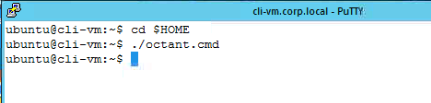 cli-vm.corp.local - PuTTY
ubuntu@cli-vm:~$ cd $HOME
ubuntu@cli-vm:~$ ./octant.cmd
ubuntu@cli-vm:~$